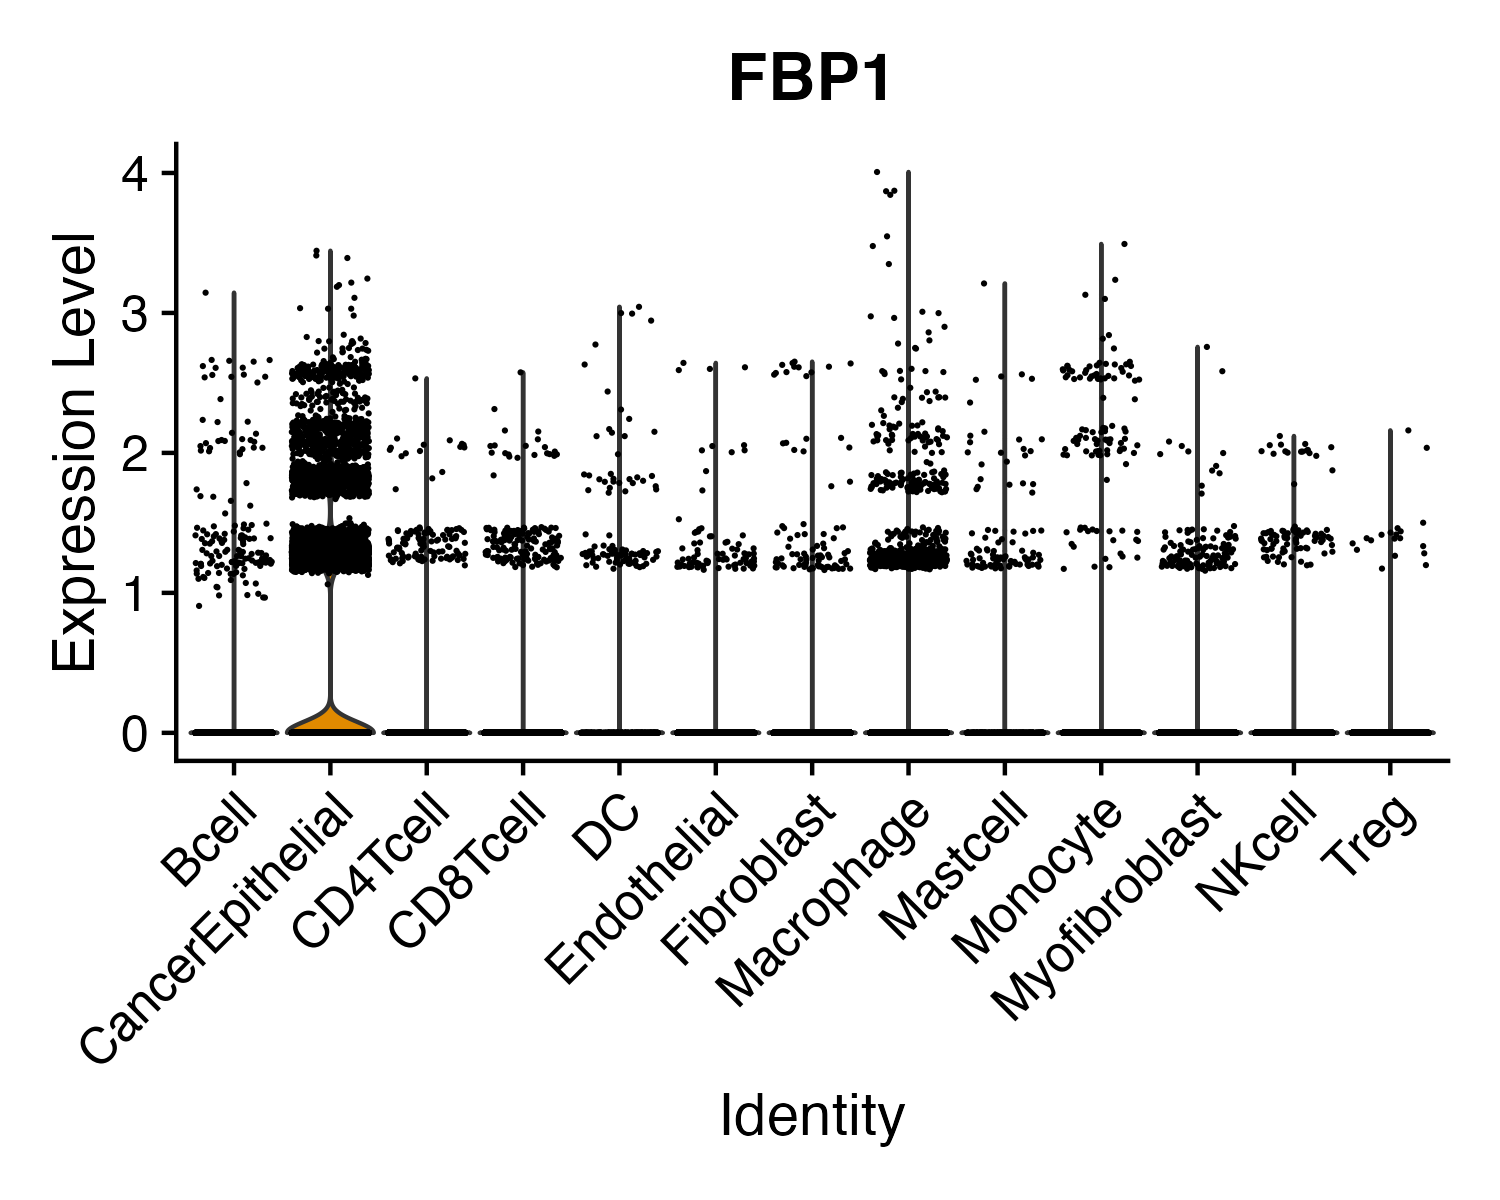 FBP1
Expression Level
4
3
2
1
0
Bcell
CancerEpithelial
CD4Tcell
CD8Tcell
DC
Endothelial
Fibroblast
Macrophage
Mastcell
Monocyte
Myofibroblast
NKcell
Treg
Identity